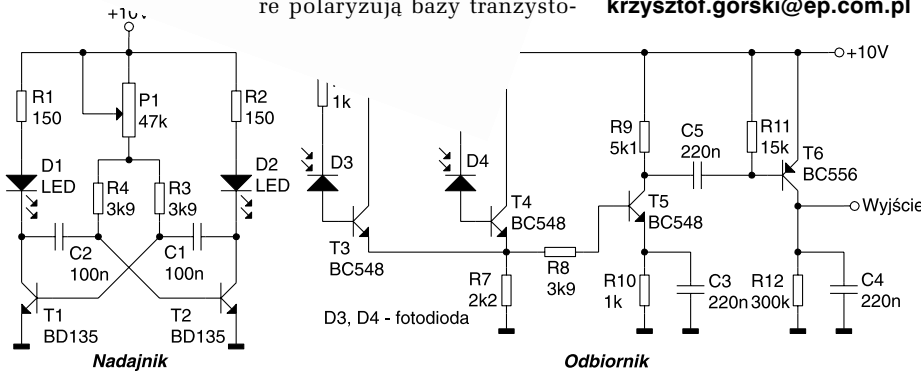 re polaryzują bazy tranzysto-
krzysztof.gorski@ep.com.pl
+10V
R1
150
P1
47k
R2
150
D1
LED
D2
LED
R4
3k9
R3
3k9
C2
100n
C1
100n
T1
BD135
T2
BD135
Nadajnik
1k
D3
D4
T3
BC548
T4
BC548
R7
2k2
R8
3k9
D3, D4 - fotodioda
R9
5k1
C5
220n
R11
15k
T6
BC556
T5
BC548
Wyjście
R10
1k
C3
220n
R12
300k
C4
220n
Odbiornik